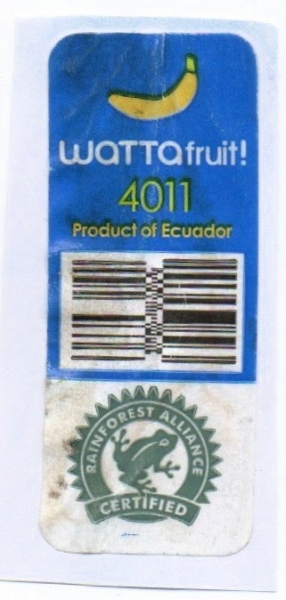 WaTTafruit!
4011
Product of Ecuador
RAINFOREST ALLIANCE
CERTIFIED